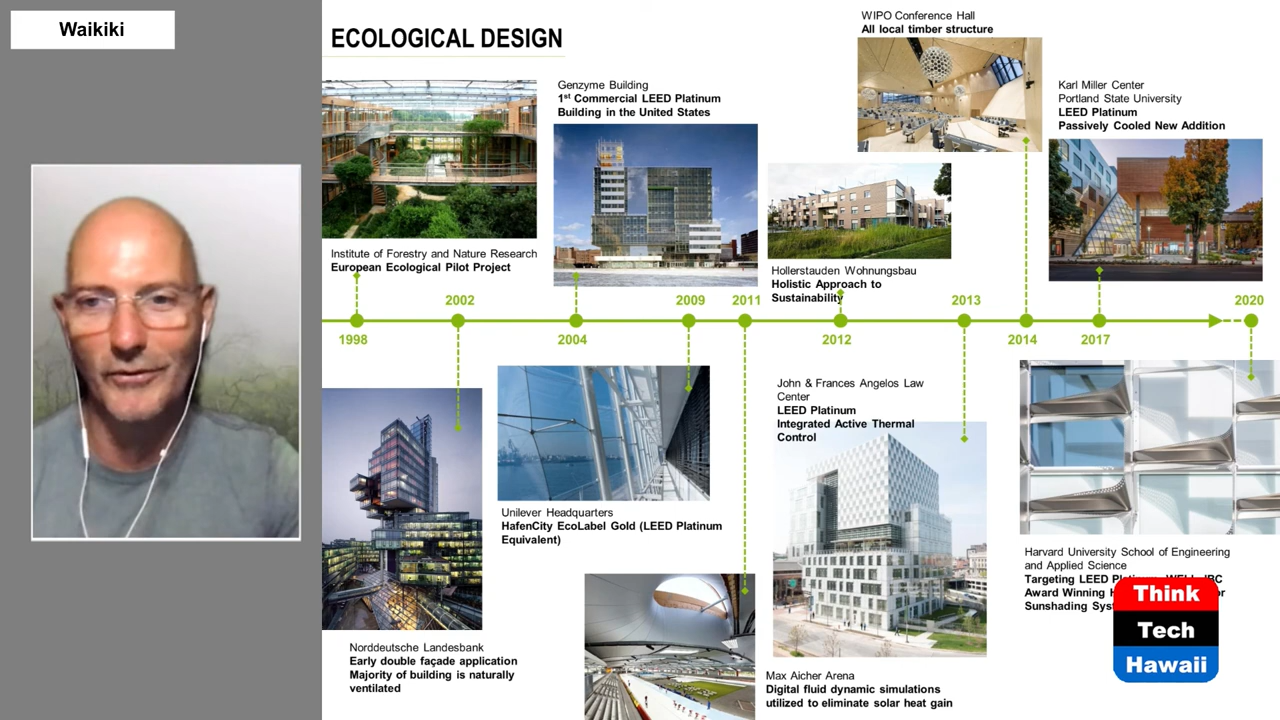 Waikiki
ECOLOGICAL DESIGN
WIPO Conference Hall
All local timber structure
Genzyme Building
1st Commercial LEED Platinum
Building in the United States
Karl Miller Center
Portland State University
LEED Platinum
Passively Cooled New Addition
Institute of Forestry and Nature Research
European Ecological Pilot Project
Hollerstauden Wohnungsbau
Holistic Approach to
Sustainability
2002
2009
2011
2013
2020
1998
2004
2012
2014
2017
John & Frances Angelos Law
Center
LEED Platinum
Integrated Active Thermal
Control
Unilever Headquarters
HafenCity EcoLabel Gold (LEED Platinum
Equivalent)
Harvard University School of Engineering
and Applied Science
Targeting LEED
Award Winning
Sunshading
Think
Tech
Hawaii
Norddeutsche Landesbank
Early double façade application
Majority of building is naturally
ventilated
Max Aicher Arena
Digital fluid dynamic simulations
utilized to eliminate solar heat gain